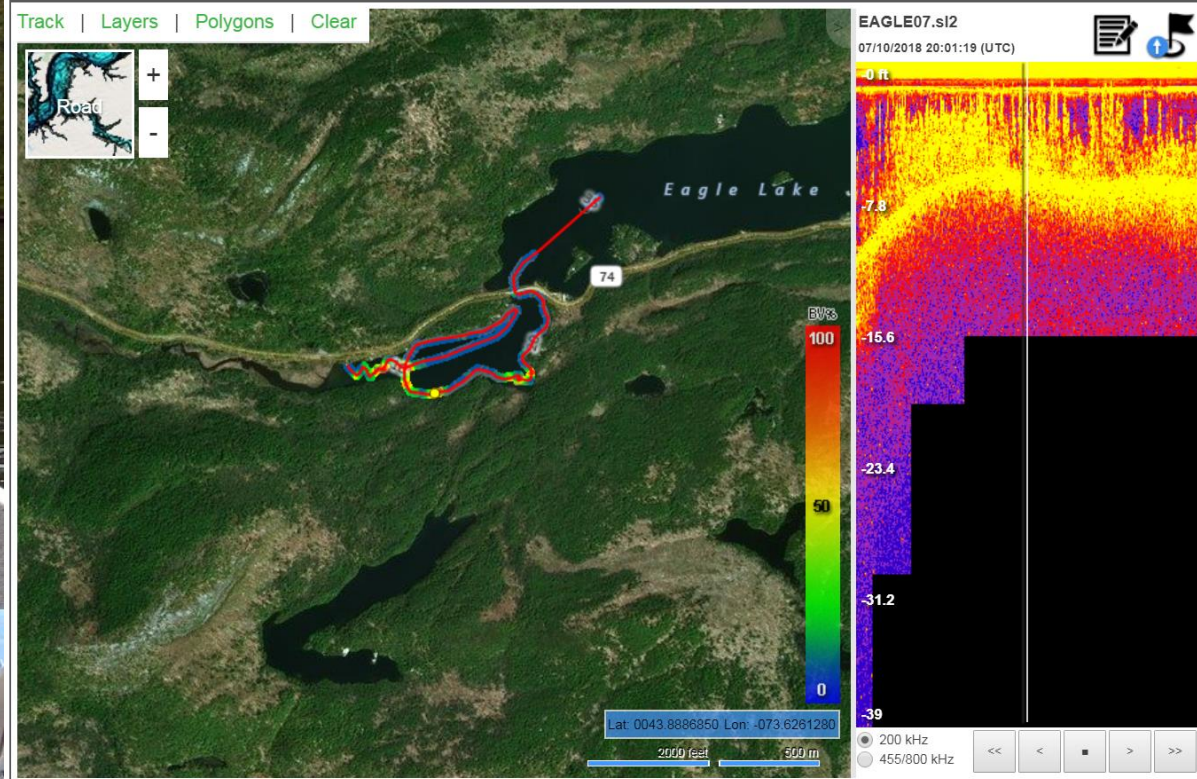 Track | Layers | Polygons | Clear
Road
+
-
Eagle Lake
74
BV%
100
50
0
Lat: 0043.8886850 Lon: -073.6261280
2000 feet 500 m
EAGLE07.sl2
07/10/2018 20:01:19 (UTC)
-0 ft
-7.8
-15.6
-23.4
-31.2
-39
200 kHz
455/800 kHz
<< < ■ >>